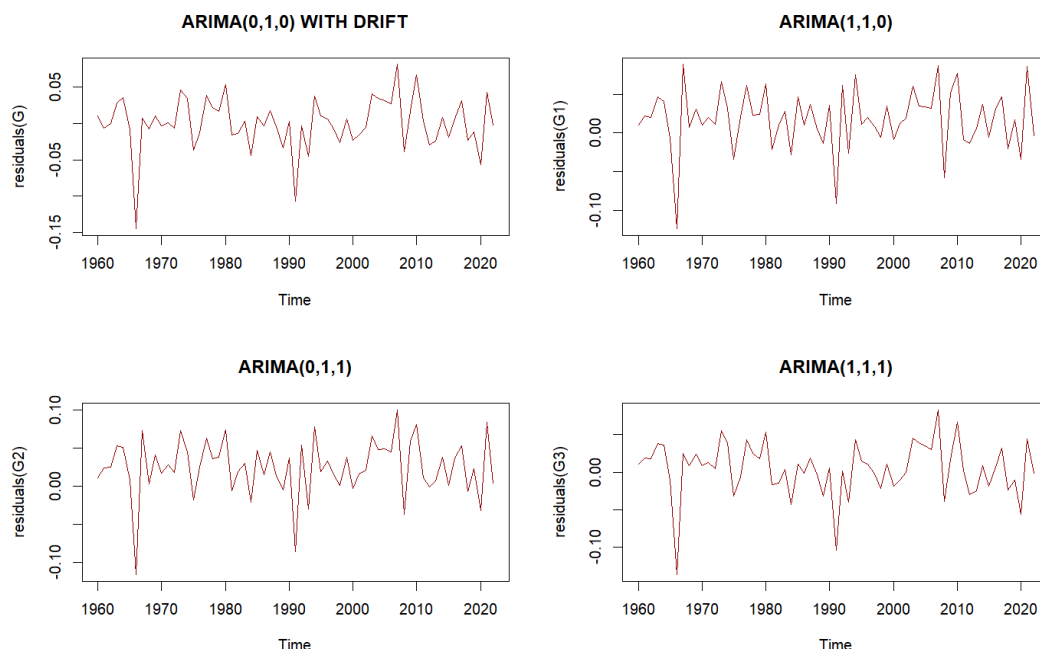 ARIMA(0,1,0) WITH DRIFT
residuals(G)
0.05
-0.05
-0.15
1960 1970 1980 1990 2000 2010 2020
Time
ARIMA(1,1,0)
residuals(G1)
0.00
-0.10
1960 1970 1980 1990 2000 2010 2020
Time
ARIMA(0,1,1)
residuals(G2)
0.10
0.00
-0.10
1960 1970 1980 1990 2000 2010 2020
Time
ARIMA(1,1,1)
residuals(G3)
0.00
-0.10
1960 1970 1980 1990 2000 2010 2020
Time